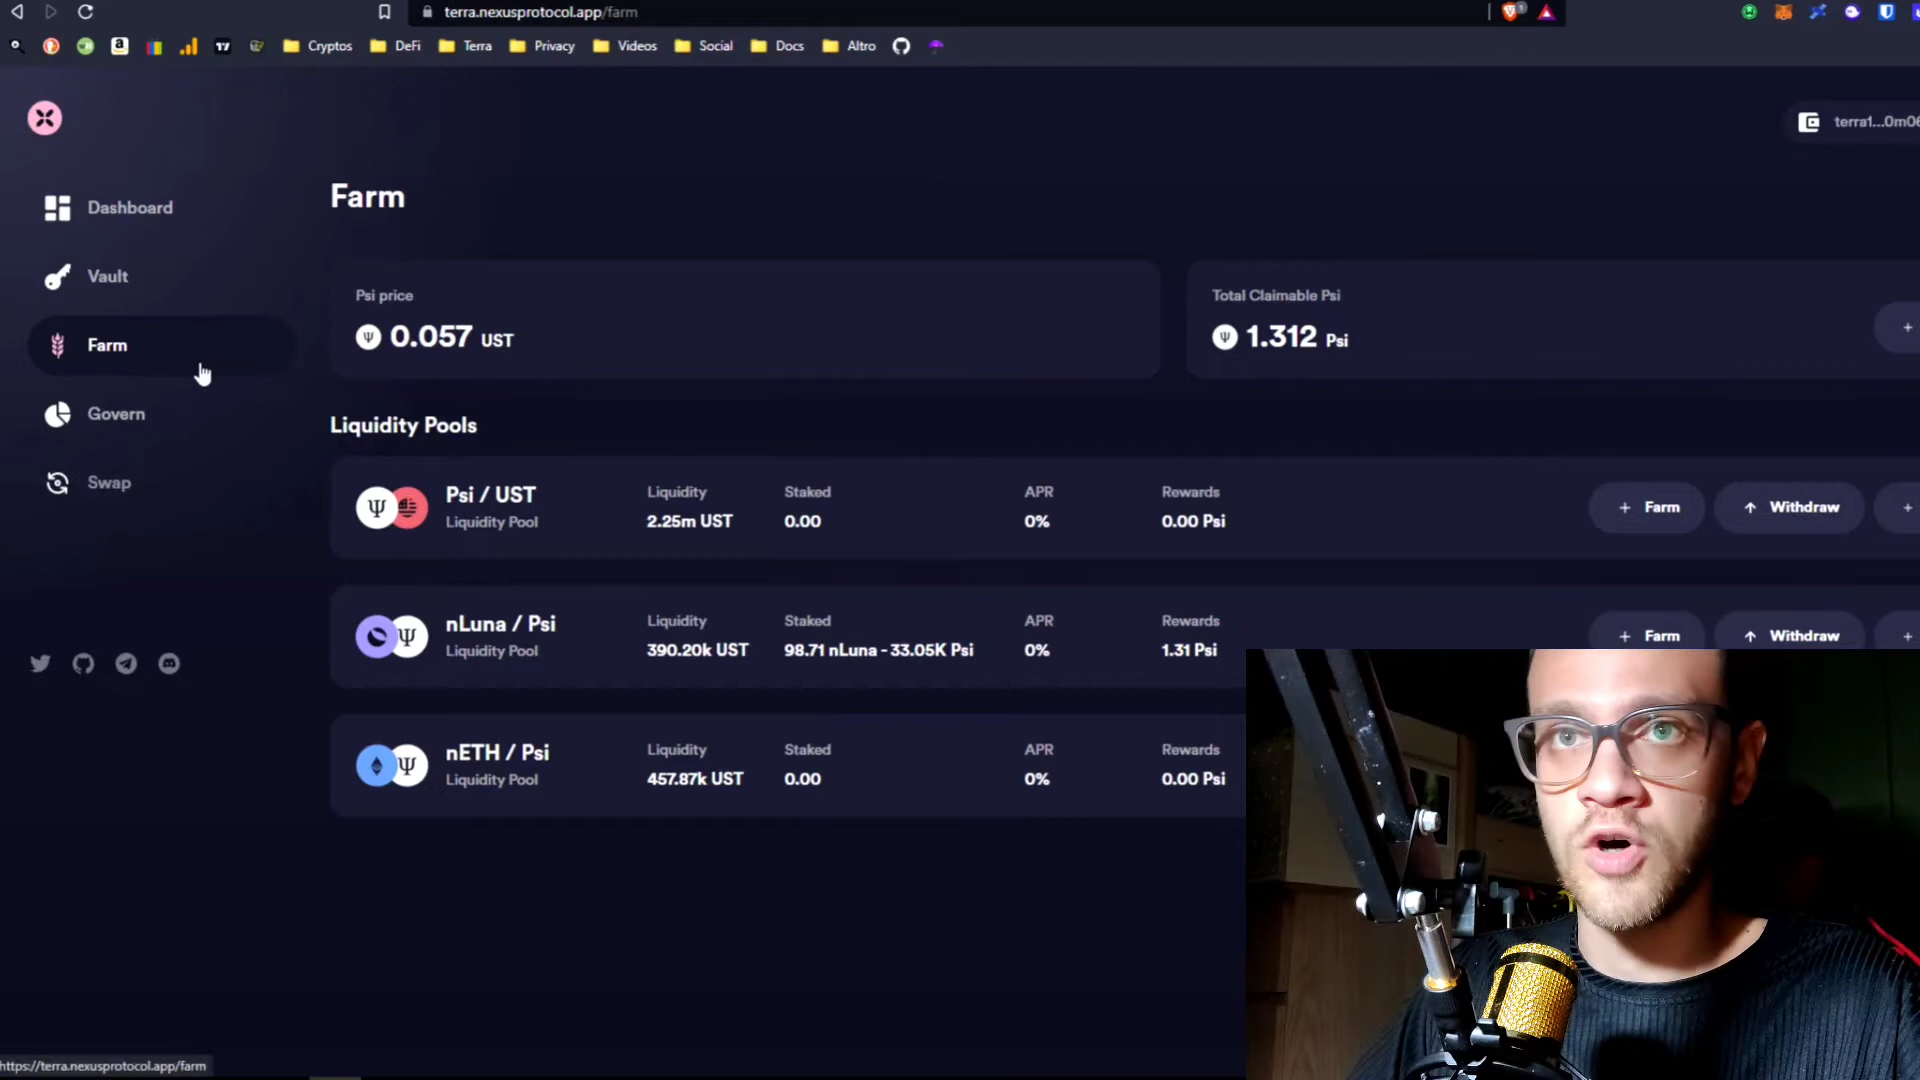 terra.nexusprotocol.app/farm
Cryptos DeFi Terra Privacy Videos Social Docs Altro
terra1...0m06
Dashboard
Vault
Farm
Govern
Swap
Farm
Psi price
0.057 UST
Total Claimable Psi
1.312 Psi
Liquidity Pools
Psi / UST
Liquidity Pool
Liquidity
2.25m UST
Staked
0.00
APR
0%
Rewards
0.00 Psi
+ Farm
Withdraw
+
nLuna / Psi
Liquidity Pool
Liquidity
390.20k UST
Staked
98.71 nLuna - 33.05K Psi
APR
0%
Rewards
1.31 Psi
+ Farm
Withdraw
+
nETH / Psi
Liquidity Pool
Liquidity
457.87k UST
Staked
0.00
APR
0%
Rewards
0.00 Psi
https://terra.nexusprotocol.app/farm